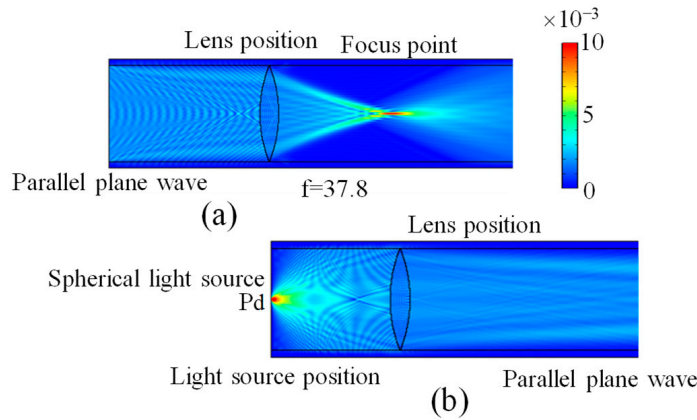 ×10⁻³
Lens position
Focus point
10
5
0
Parallel plane wave
f=37.8
(a)
Lens position
Spherical light source
Pd
Light source position
Parallel plane wave
(b)